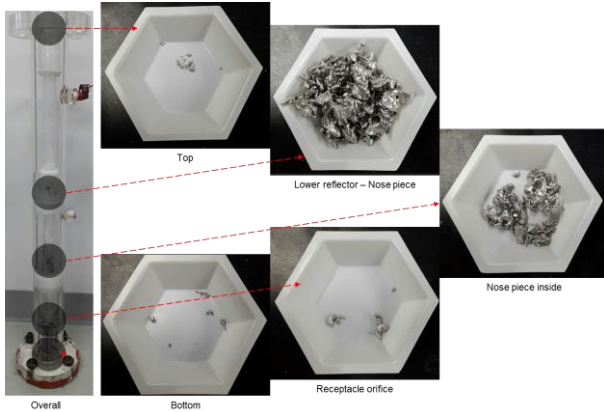 Top
Lower reflector – Nose piece
Nose piece inside
Overall
Bottom
Receptacle orifice